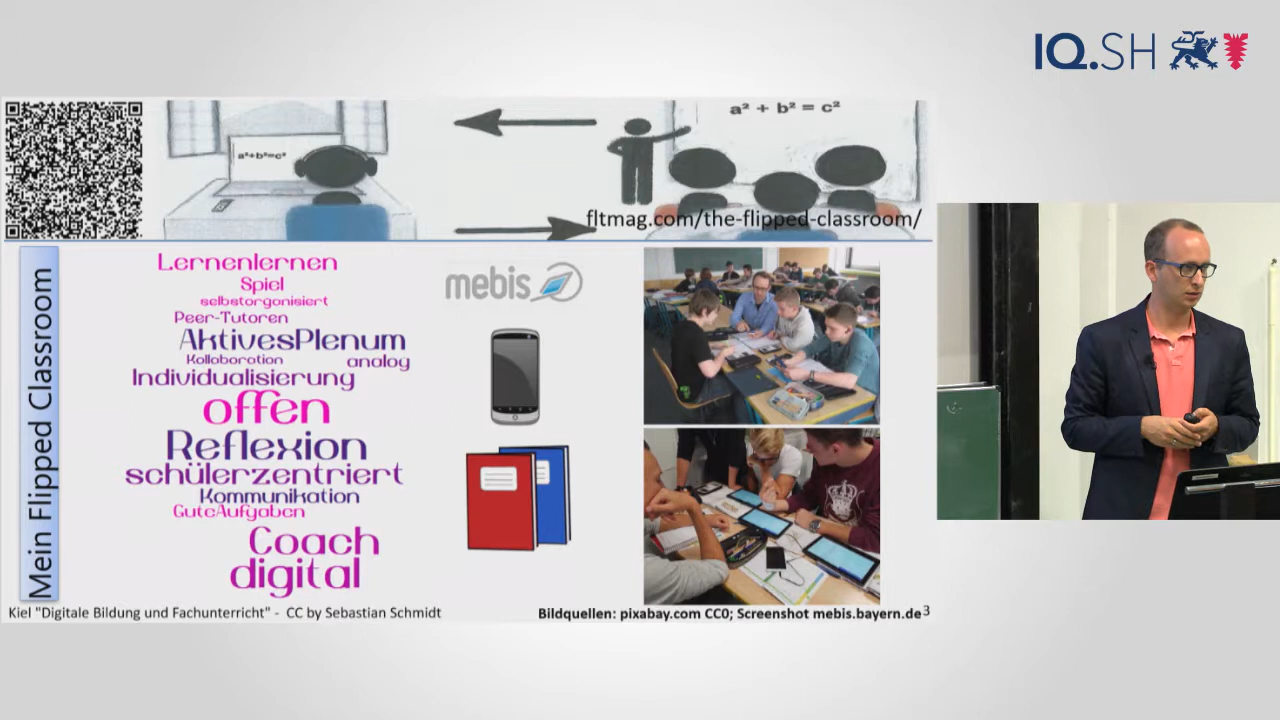 IQ.SH
a²+b²=c²
a² + b² = c²
fltmag.com/the-flipped-classroom/
Mein Flipped Classroom
Lernenlernen
Spiel
selbstorganisiert
Peer-Tutoren
AktivesPlenum
Kollaboration
analog
Individualisierung
offen
Reflexion
schülerzentriert
Kommunikation
GuteAufgaben
Coach
digital
mebis
Kiel "Digitale Bildung und Fachunterricht" - CC by Sebastian Schmidt
Bildquellen: pixabay.com CC0; Screenshot mebis.bayern.de 3